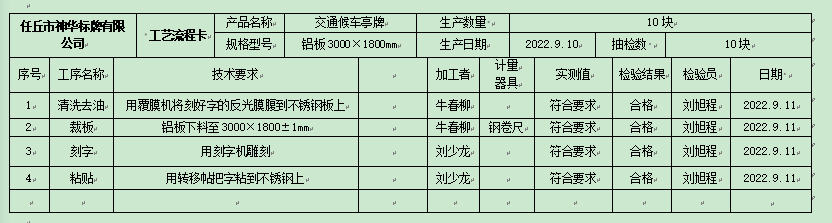 任丘市神华标牌有限公司 工艺流程卡 产品名称 交通候车亭牌 生产数量 10块
规格型号 铝板3000×1800mm 生产日期 2022.9.10 抽检数 10块
序号 工序名称 技术要求 加工者 计量器具 实测值 检验结果 检验员 日期
1 清洗去油 用覆膜机将刻好字的反光膜腹到不锈钢板上 牛春柳 符合要求 合格 刘旭程 2022.9.11
2 裁板 铝板下料至3000×1800±1mm 牛春柳 钢卷尺 符合要求 合格 刘旭程 2022.9.11
3 刻字 用刻字机雕刻 刘少龙 符合要求 合格 刘旭程 2022.9.11
4 粘贴 用转移帖把字粘到不锈钢上 刘少龙 符合要求 合格 刘旭程 2022.9.11